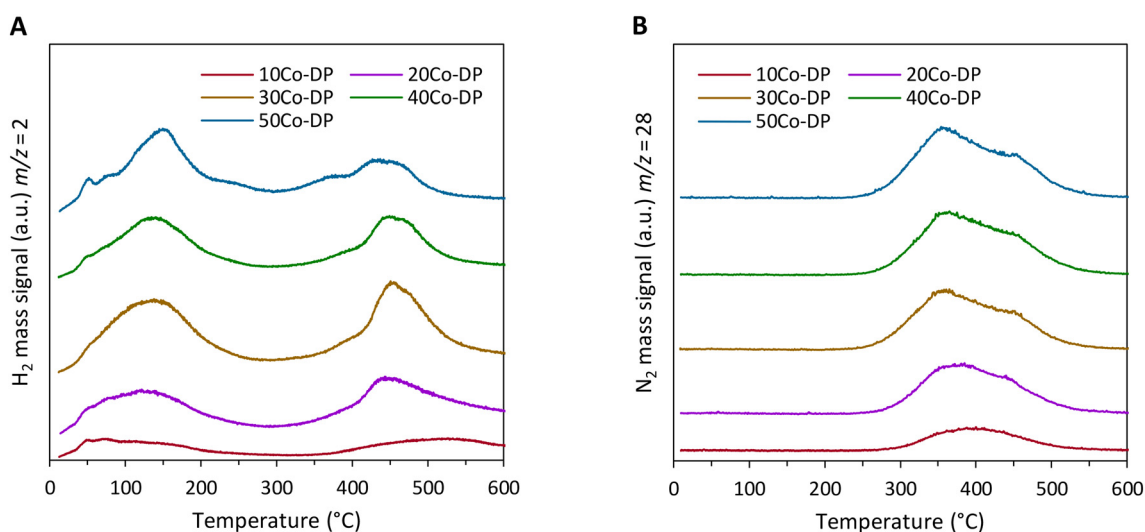 A
H₂ mass signal (a.u.) m/z = 2
10Co-DP 20Co-DP
30Co-DP 40Co-DP
50Co-DP
0 100 200 300 400 500 600
Temperature (°C)
B
N₂ mass signal (a.u.) m/z = 28
10Co-DP 20Co-DP
30Co-DP 40Co-DP
50Co-DP
0 100 200 300 400 500 600
Temperature (°C)